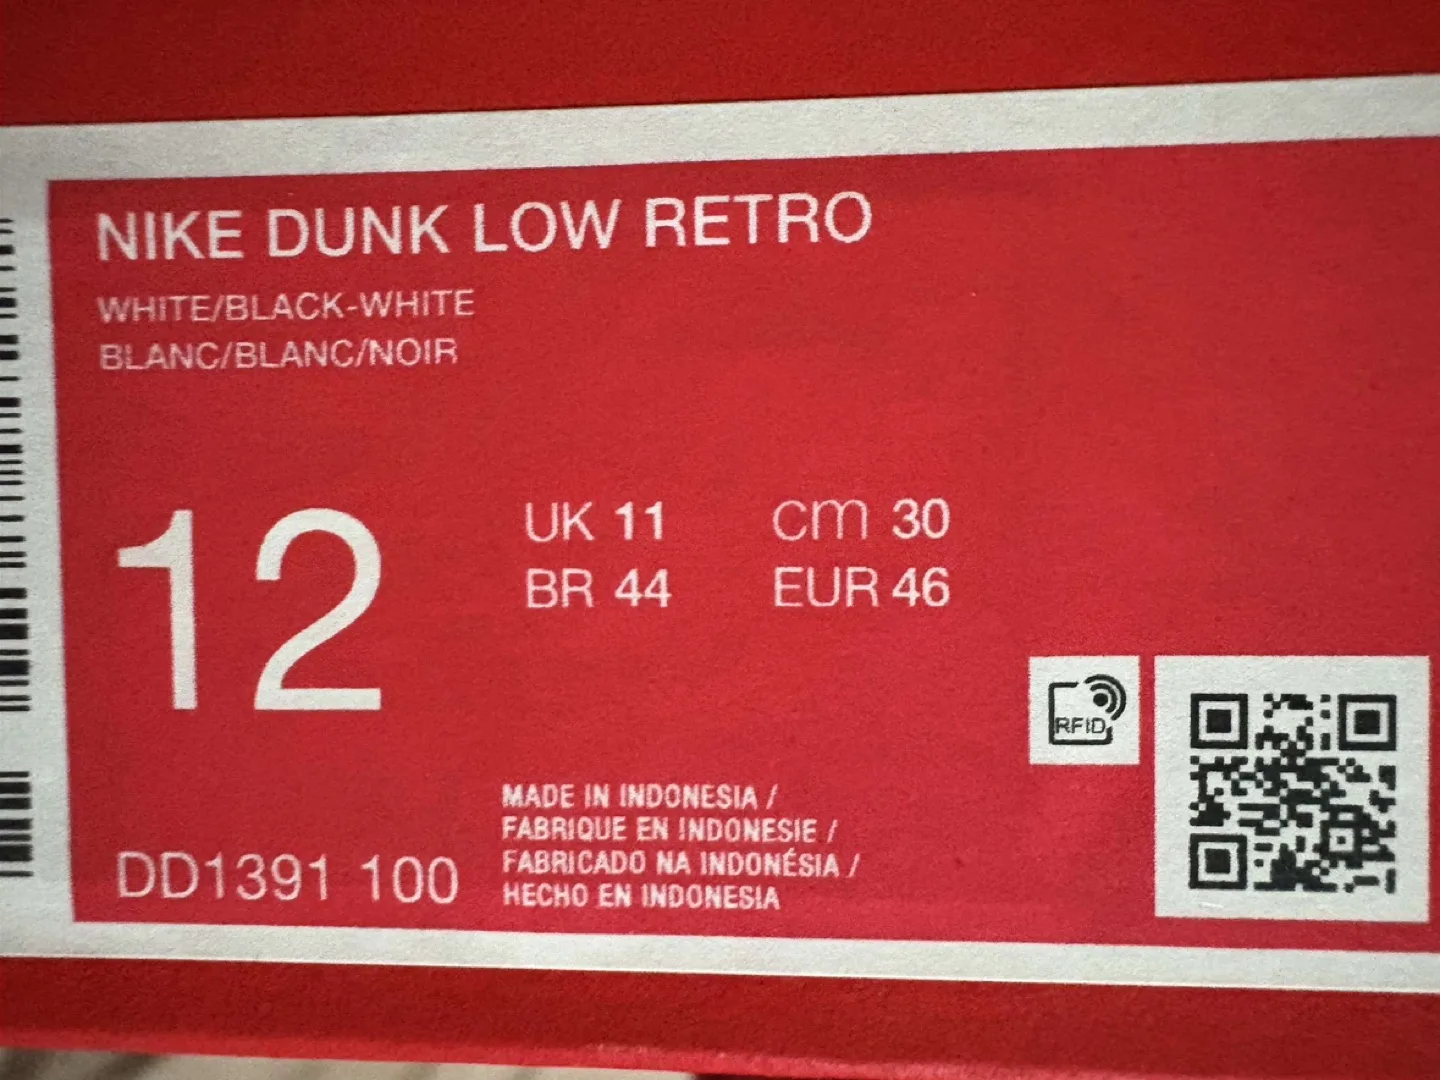 NIKE DUNK LOW RETRO
WHITE/BLACK-WHITE
BLANC/BLANC/NOIR
12
UK 11
cm 30
BR 44
EUR 46
RFID
DD1391 100
MADE IN INDONESIA /
FABRIQUE EN INDONESIE /
FABRICADO NA INDONÉSIA /
HECHO EN INDONESIA